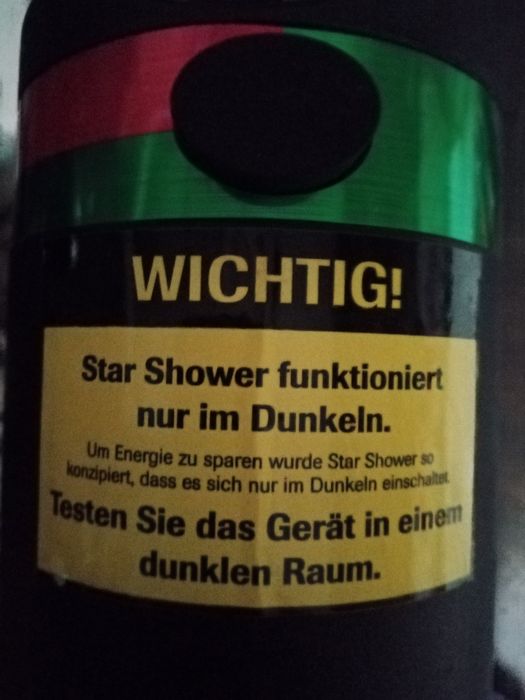 WICHTIG!
Star Shower funktioniert
nur im Dunkeln.
Um Energie zu sparen wurde Star Shower so
konzipiert, dass es sich nur im Dunkeln einschaltet.
Testen Sie das Gerät in einem
dunklen Raum.